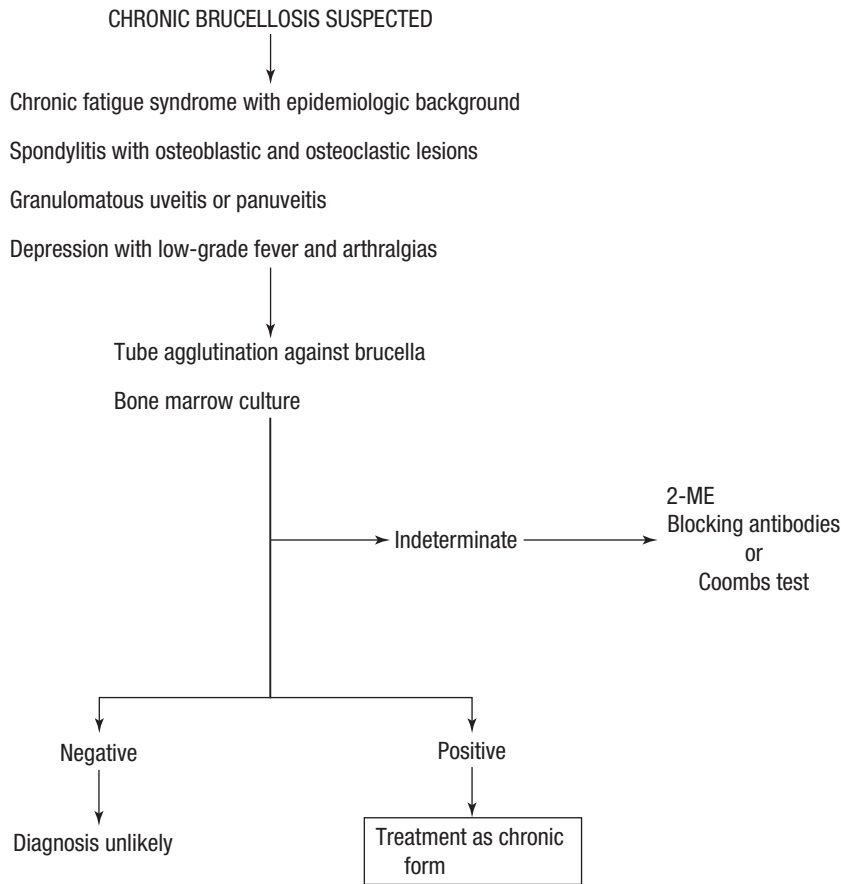 CHRONIC BRUCELLOSIS SUSPECTED
Chronic fatigue syndrome with epidemiologic background
Spondylitis with osteoblastic and osteoclastic lesions
Granulomatous uveitis or panuveitis
Depression with low-grade fever and arthralgias
Tube agglutination against brucella
Bone marrow culture
Indeterminate
2-ME
Blocking antibodies
or
Coombs test
Negative
Positive
Diagnosis unlikely
Treatment as chronic
form